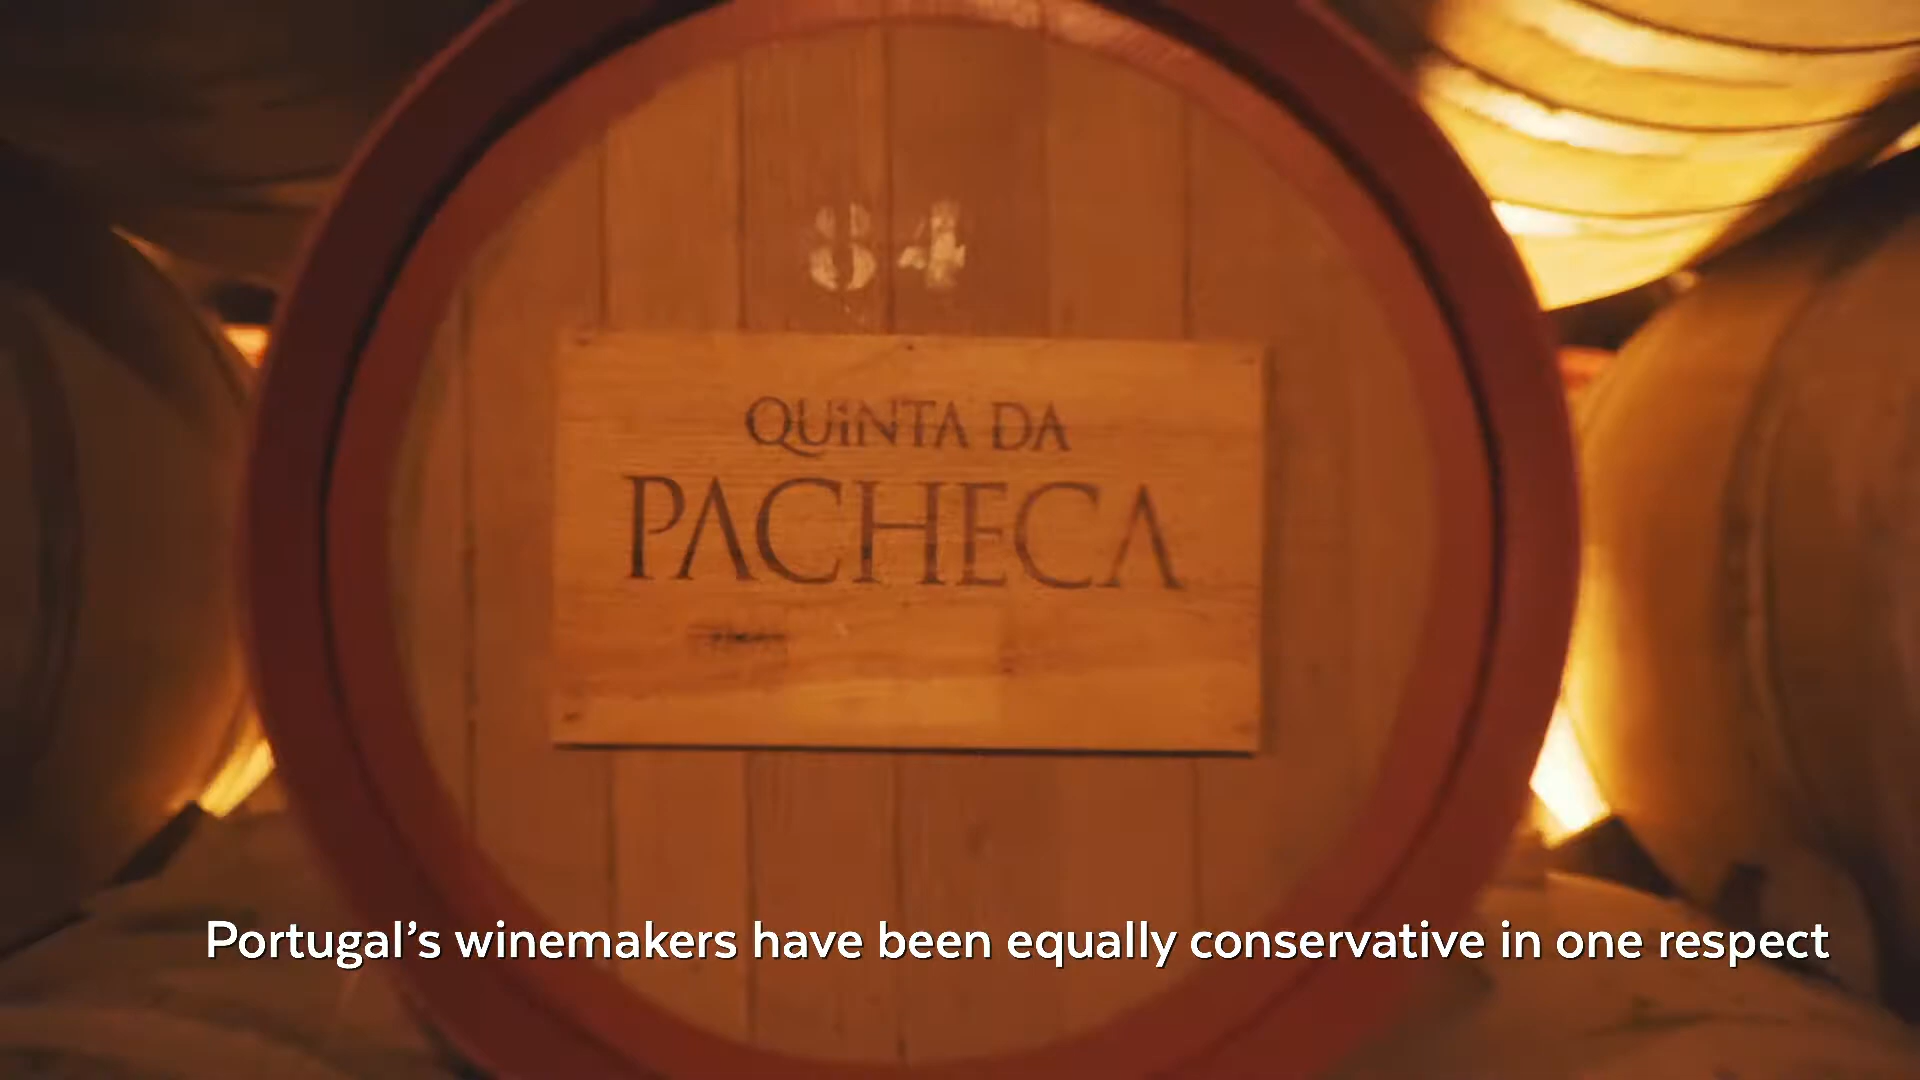 84
QUiNTA DA
PACHECA
Portugal's winemakers have been equally conservative in one respect